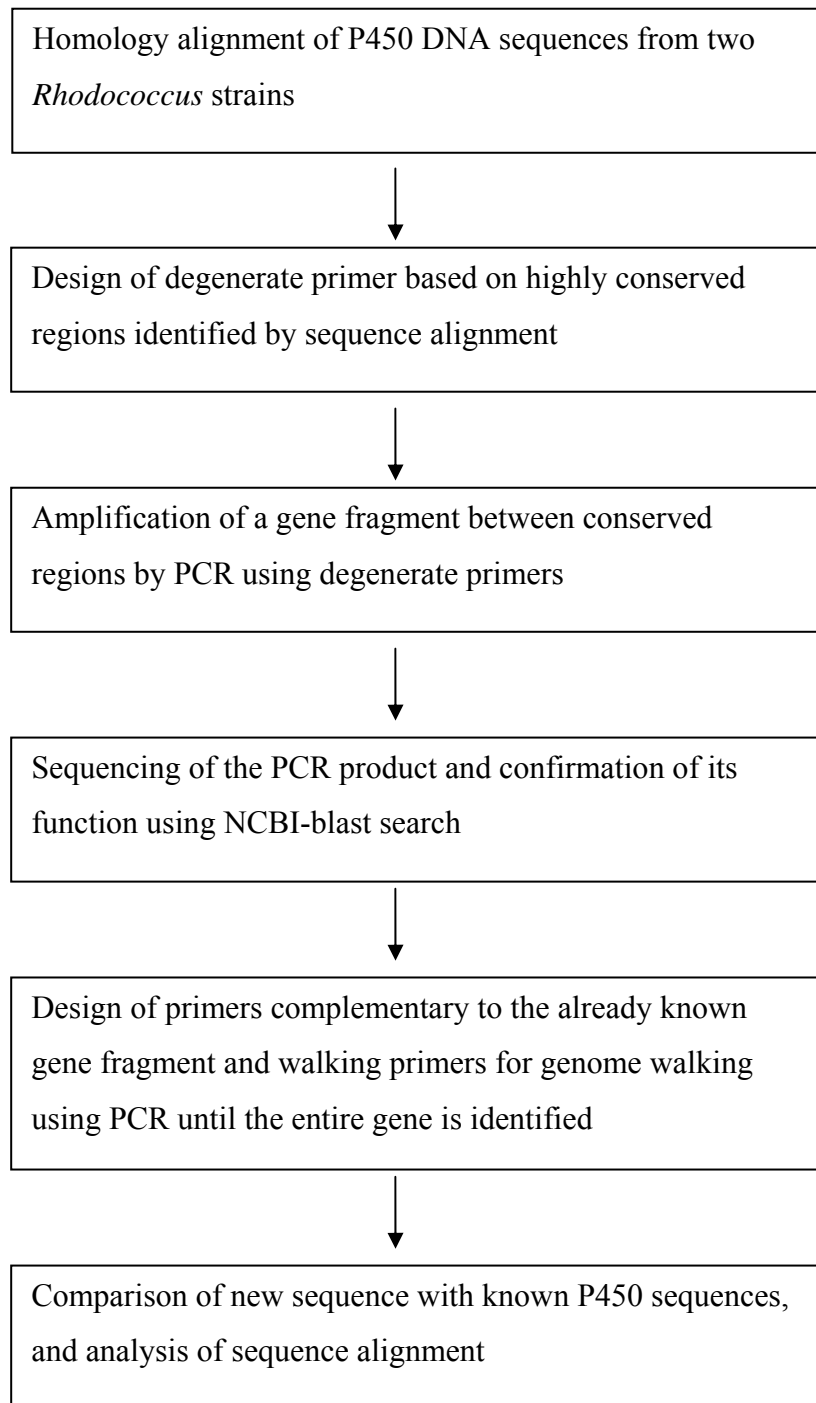 Homology alignment of P450 DNA sequences from two
Rhodococcus strains
Design of degenerate primer based on highly conserved
regions identified by sequence alignment
Amplification of a gene fragment between conserved
regions by PCR using degenerate primers
Sequencing of the PCR product and confirmation of its
function using NCBI-blast search
Design of primers complementary to the already known
gene fragment and walking primers for genome walking
using PCR until the entire gene is identified
Comparison of new sequence with known P450 sequences,
and analysis of sequence alignment